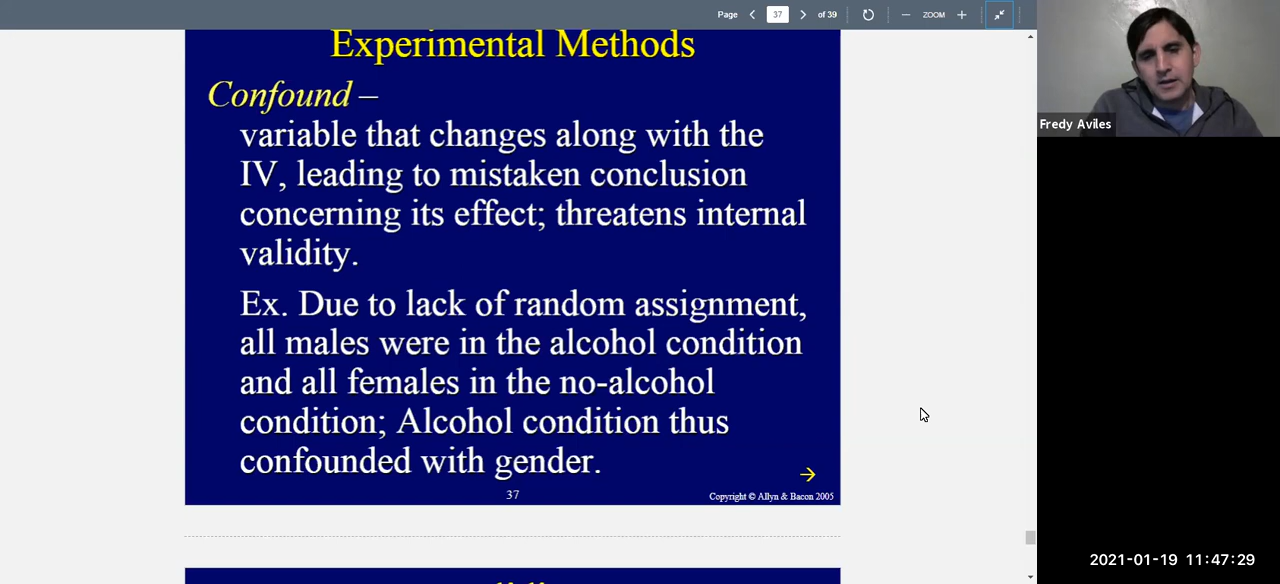 Page 37 of 39 ZOOM
Experimental Methods
Confound –
variable that changes along with the
IV, leading to mistaken conclusion
concerning its effect; threatens internal
validity.
Ex. Due to lack of random assignment,
all males were in the alcohol condition
and all females in the no-alcohol
condition; Alcohol condition thus
confounded with gender.
37
Copyright © Allyn & Bacon 2005
Fredy Aviles
2021-01-19 11:47:29